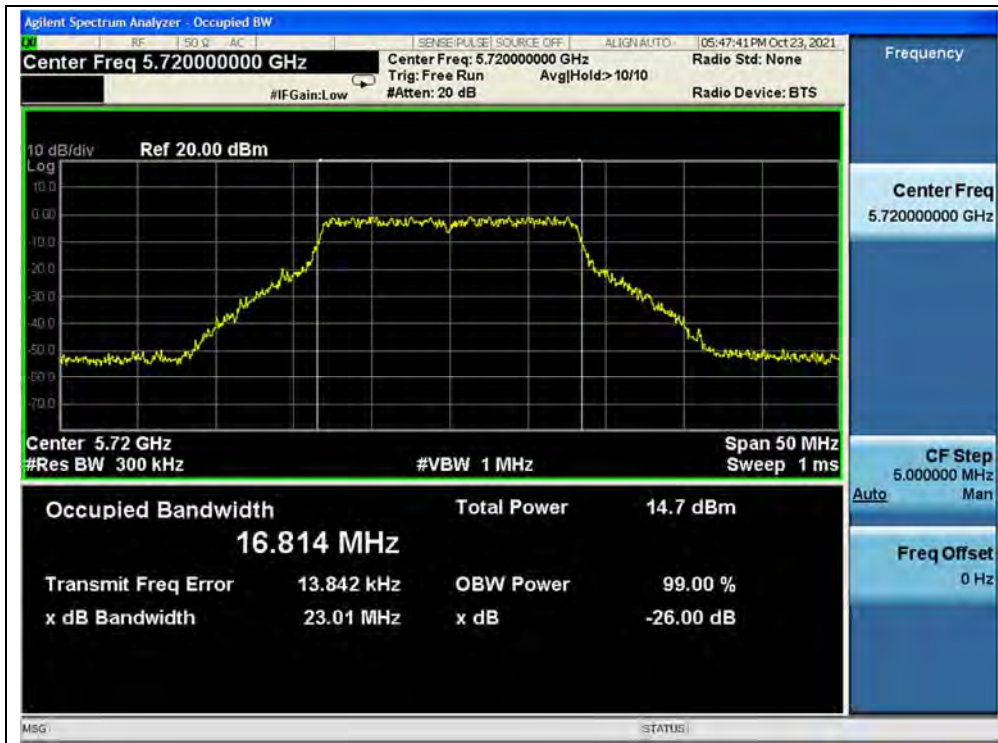 Agilent Spectrum Analyzer - Occupied BW
LXI RF 50 Ω AC SENSE:PULSE SOURCE OFF ALIGNAUTO 05:47:41 PM Oct 23, 2021
Center Freq 5.720000000 GHz
Center Freq: 5.720000000 GHz Radio Std: None
Trig: Free Run Avg|Hold:> 10/10
#IFGain:Low #Atten: 20 dB Radio Device: BTS
10 dB/div Ref 20.00 dBm
Log
10.0
0.00
-10.0
-20.0
-30.0
-40.0
-50.0
-60.0
-70.0
Center 5.72 GHz Span 50 MHz
#Res BW 300 kHz #VBW 1 MHz Sweep 1 ms
Occupied Bandwidth Total Power 14.7 dBm
16.814 MHz
Transmit Freq Error 13.842 kHz OBW Power 99.00 %
x dB Bandwidth 23.01 MHz x dB -26.00 dB
MSG STATUS
Frequency
Center Freq
5.720000000 GHz
CF Step
5.000000 MHz
Auto Man
Freq Offset
0 Hz